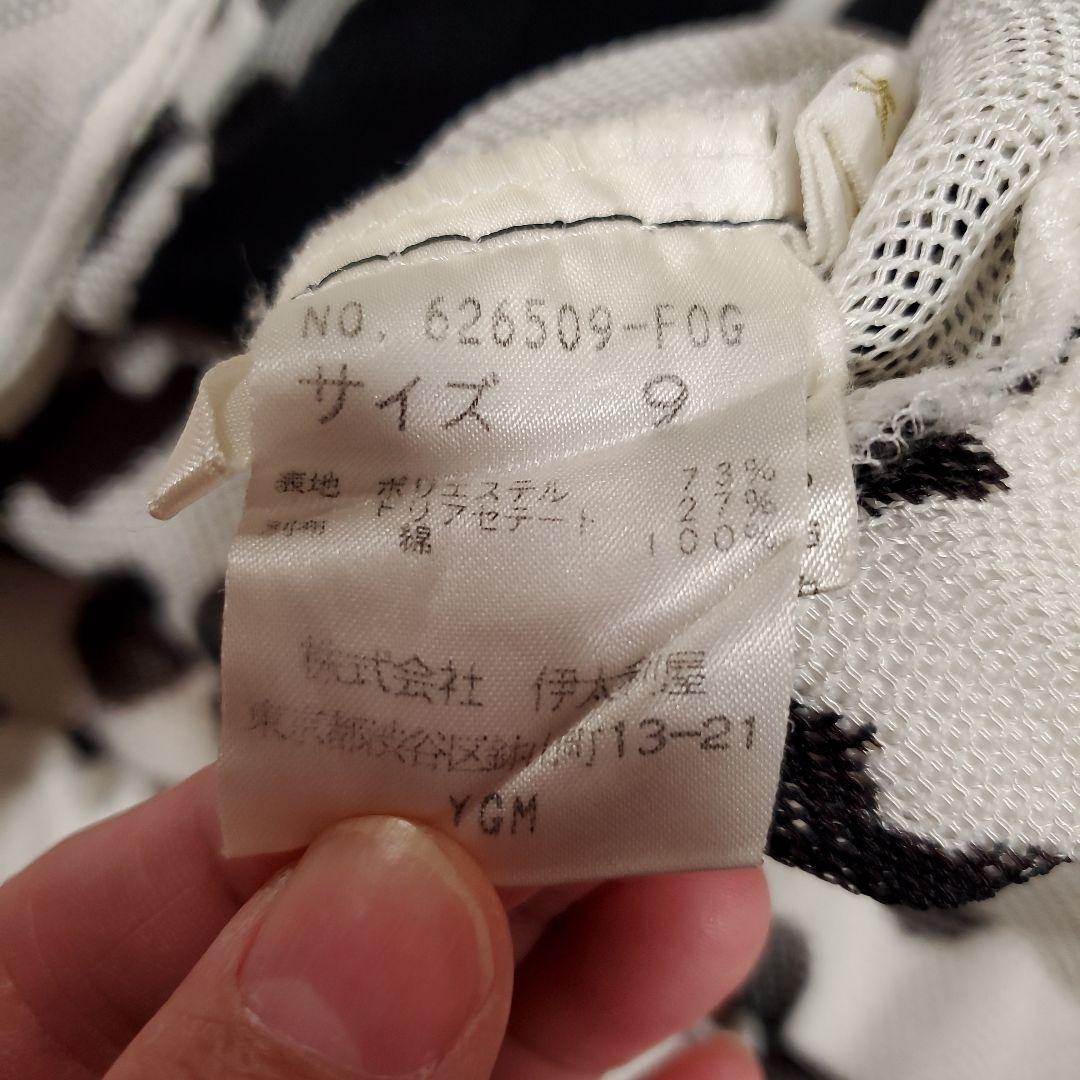 NO. 626509-FOG
サイズ 9
表地 ポリエステル 73%
トリアセテート 27%
別布 綿 100%
株式会社 伊太利屋
東京都渋谷区鉢山町13-21
YGM